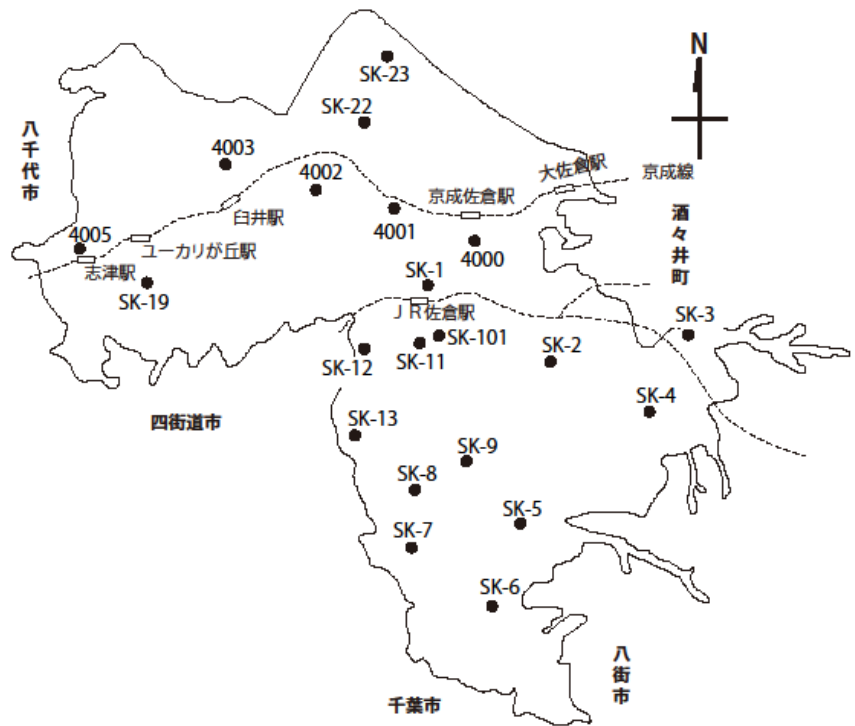 N
SK-23
SK-22
八千代市
4003
4002
大佐倉駅
京成線
京成佐倉駅
臼井駅
4001
酒々井町
4005
ユーカリが丘駅
4000
志津駅
SK-19
SK-1
JR佐倉駅
SK-3
SK-101
SK-11
SK-12
SK-2
四街道市
SK-4
SK-13
SK-9
SK-8
SK-5
SK-7
SK-6
八街市
千葉市